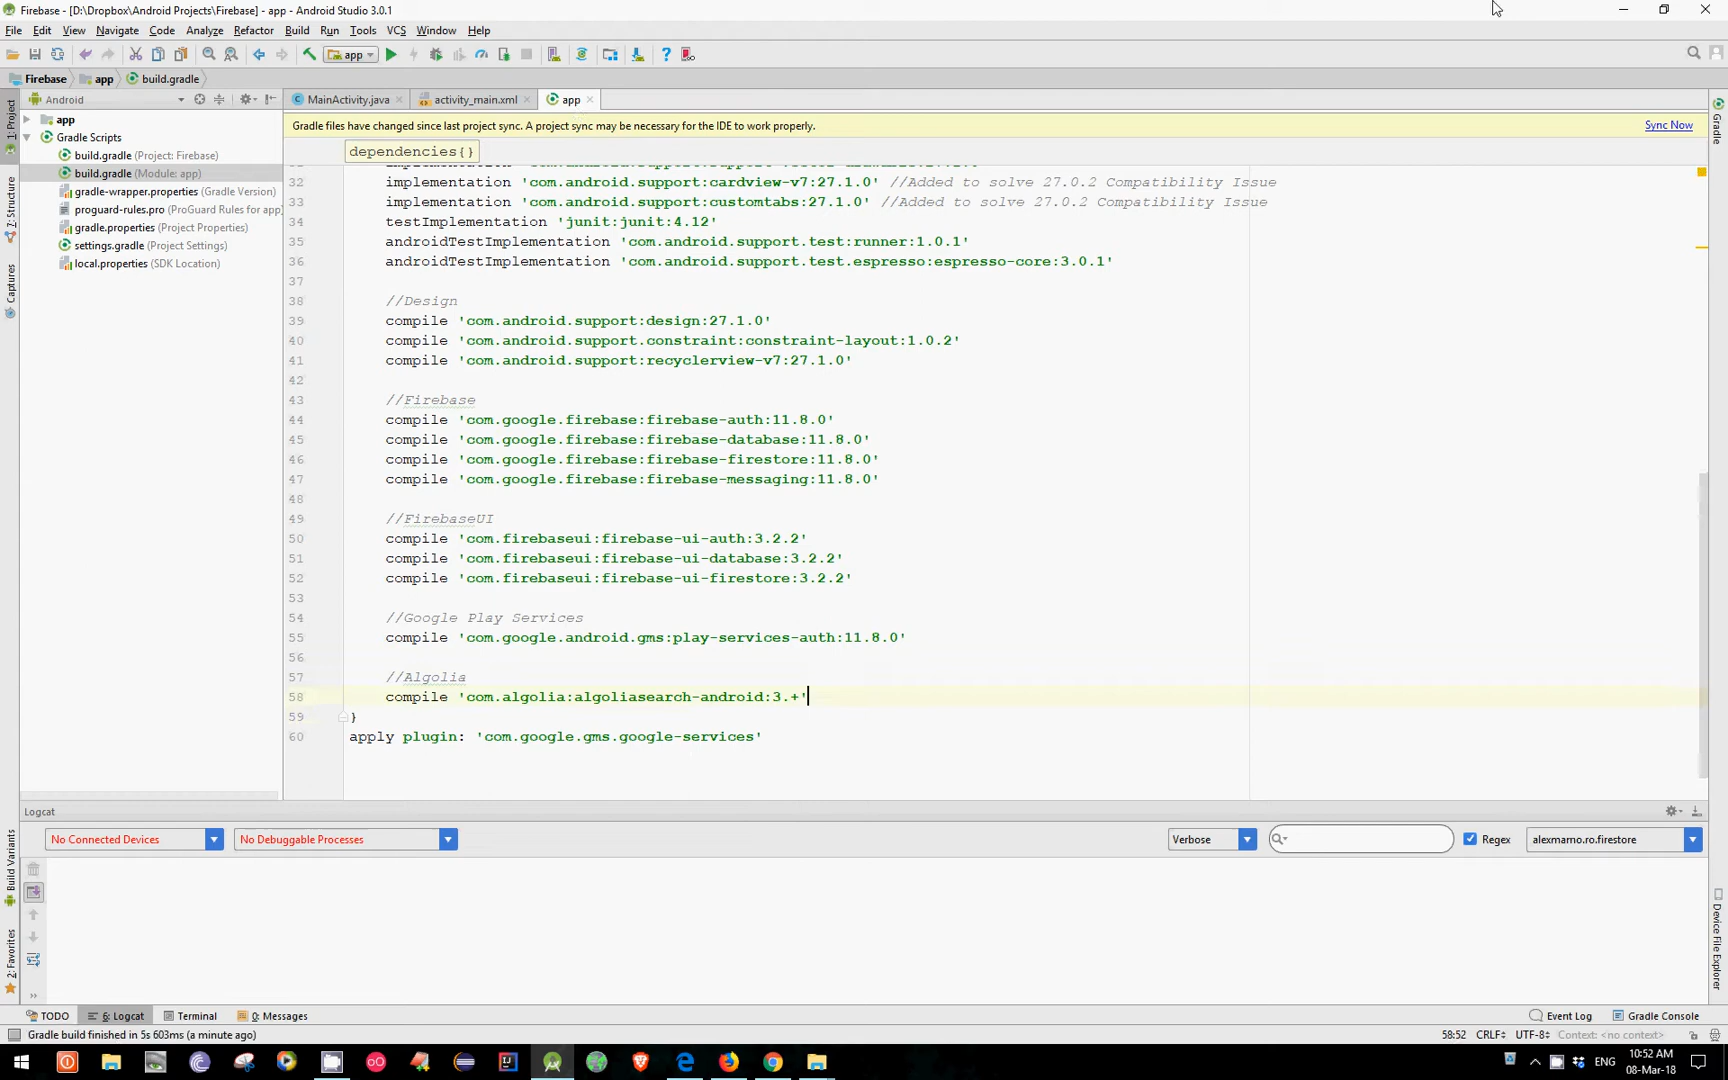 Firebase - [D:\Dropbox\Android Projects\Firebase] - app - Android Studio 3.0.1
File Edit View Navigate Code Analyze Refactor Build Run Tools VCS Window Help
app
Firebase app build.gradle
Android
MainActivity.java activity_main.xml app
1: Project
7: Structure
Captures
Build Variants
2: Favorites
app
Gradle Scripts
build.gradle (Project: Firebase)
build.gradle (Module: app)
gradle-wrapper.properties (Gradle Version)
proguard-rules.pro (ProGuard Rules for app)
gradle.properties (Project Properties)
settings.gradle (Project Settings)
local.properties (SDK Location)
Gradle files have changed since last project sync. A project sync may be necessary for the IDE to work properly. Sync Now
dependencies{}
32 implementation 'com.android.support:cardview-v7:27.1.0' //Added to solve 27.0.2 Compatibility Issue
33 implementation 'com.android.support:customtabs:27.1.0' //Added to solve 27.0.2 Compatibility Issue
34 testImplementation 'junit:junit:4.12'
35 androidTestImplementation 'com.android.support.test:runner:1.0.1'
36 androidTestImplementation 'com.android.support.test.espresso:espresso-core:3.0.1'
37
38 //Design
39 compile 'com.android.support:design:27.1.0'
40 compile 'com.android.support.constraint:constraint-layout:1.0.2'
41 compile 'com.android.support:recyclerview-v7:27.1.0'
42
43 //Firebase
44 compile 'com.google.firebase:firebase-auth:11.8.0'
45 compile 'com.google.firebase:firebase-database:11.8.0'
46 compile 'com.google.firebase:firebase-firestore:11.8.0'
47 compile 'com.google.firebase:firebase-messaging:11.8.0'
48
49 //FirebaseUI
50 compile 'com.firebaseui:firebase-ui-auth:3.2.2'
51 compile 'com.firebaseui:firebase-ui-database:3.2.2'
52 compile 'com.firebaseui:firebase-ui-firestore:3.2.2'
53
54 //Google Play Services
55 compile 'com.google.android.gms:play-services-auth:11.8.0'
56
57 //Algolia
58 compile 'com.algolia:algoliasearch-android:3.+'
59 }
60 apply plugin: 'com.google.gms.google-services'
Gradle
Device File Explorer
Logcat
No Connected Devices No Debuggable Processes Verbose Regex alexmamo.ro.firestore
TODO 6: Logcat Terminal 0: Messages Event Log Gradle Console
Gradle build finished in 5s 603ms (a minute ago) 58:52 CRLF UTF-8 Context: <no context>
ENG 10:52 AM
08-Mar-18